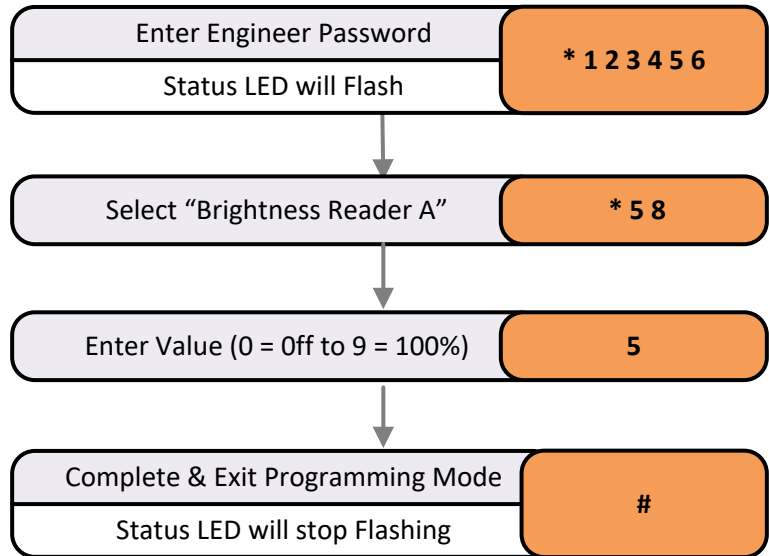 Enter Engineer Password
* 1 2 3 4 5 6
Status LED will Flash
Select “Brightness Reader A”
* 5 8
Enter Value (0 = 0ff to 9 = 100%)
5
Complete & Exit Programming Mode
#
Status LED will stop Flashing